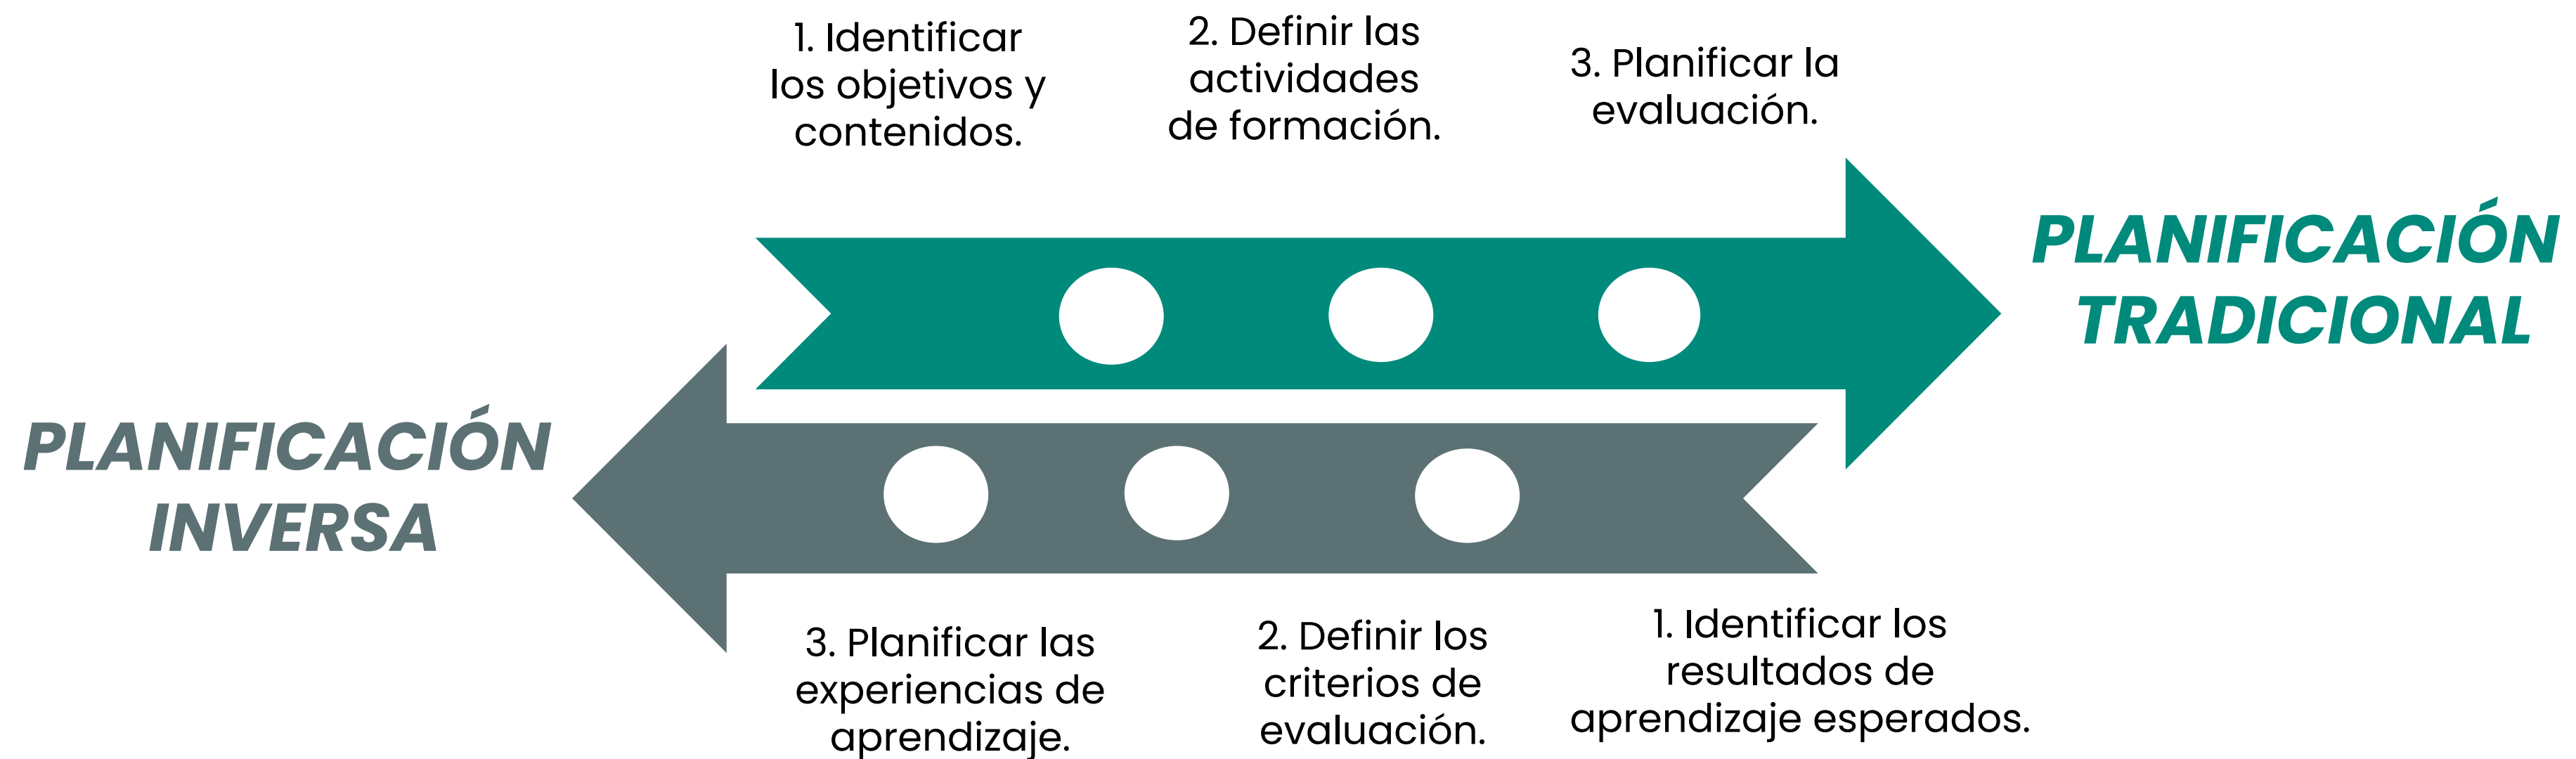 1. Identificar
los objetivos y
contenidos.
2. Definir las
actividades
de formación.
3. Planificar la
evaluación.
PLANIFICACIÓN
TRADICIONAL
PLANIFICACIÓN
INVERSA
3. Planificar las
experiencias de
aprendizaje.
2. Definir los
criterios de
evaluación.
1. Identificar los
resultados de
aprendizaje esperados.